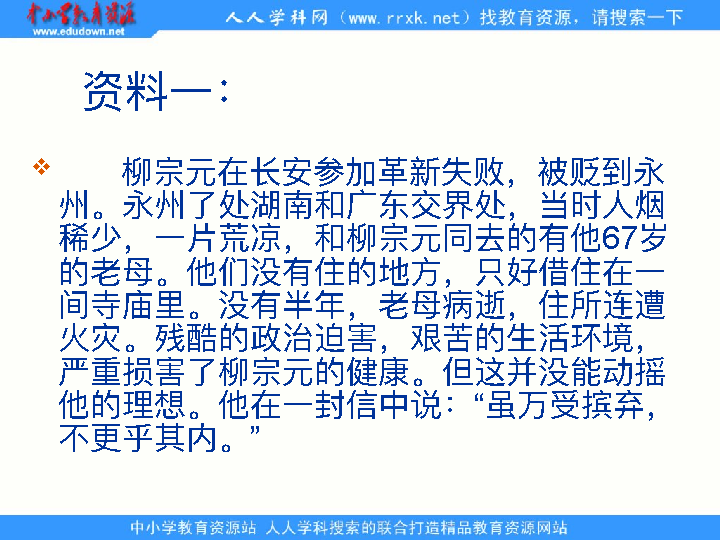 中小学教育资源
www.edudown.net
人人学科网（www.rrxk.net）找教育资源，请搜索一下
资料一：
柳宗元在长安参加革新失败，被贬到永
州。永州了处湖南和广东交界处，当时人烟
稀少，一片荒凉，和柳宗元同去的有他67岁
的老母。他们没有住的地方，只好借住在一
间寺庙里。没有半年，老母病逝，住所连遭
火灾。残酷的政治迫害，艰苦的生活环境，
严重损害了柳宗元的健康。但这并没能动摇
他的理想。他在一封信中说：“虽万受摈弃，
不更乎其内。”
中小学教育资源站 人人学科搜索的联合打造精品教育资源网站